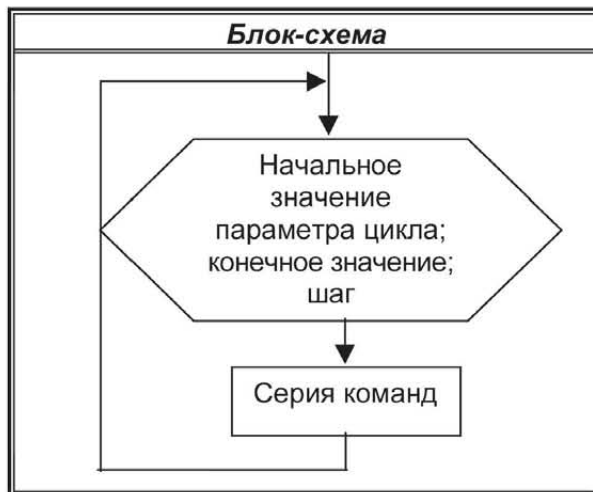 Блок-схема
Начальное
значение
параметра цикла;
конечное значение;
шаг
Серия команд